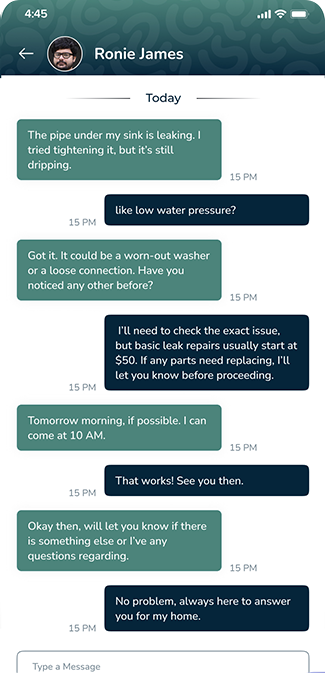 4:45
Ronie James
Today
The pipe under my sink is leaking. I
tried tightening it, but it's still
dripping.
15 PM
like low water pressure?
15 PM
Got it. It could be a worn-out washer
or a loose connection. Have you
noticed any other before?
15 PM
I'll need to check the exact issue,
but basic leak repairs usually start at
$50. If any parts need replacing, I'll
let you know before proceeding.
15 PM
Tomorrow morning, if possible. I can
come at 10 AM.
15 PM
That works! See you then.
15 PM
Okay then, will let you know if there
is something else or I've any
questions regarding.
15 PM
No problem, always here to answer
you for my home.
15 PM
Type a Message